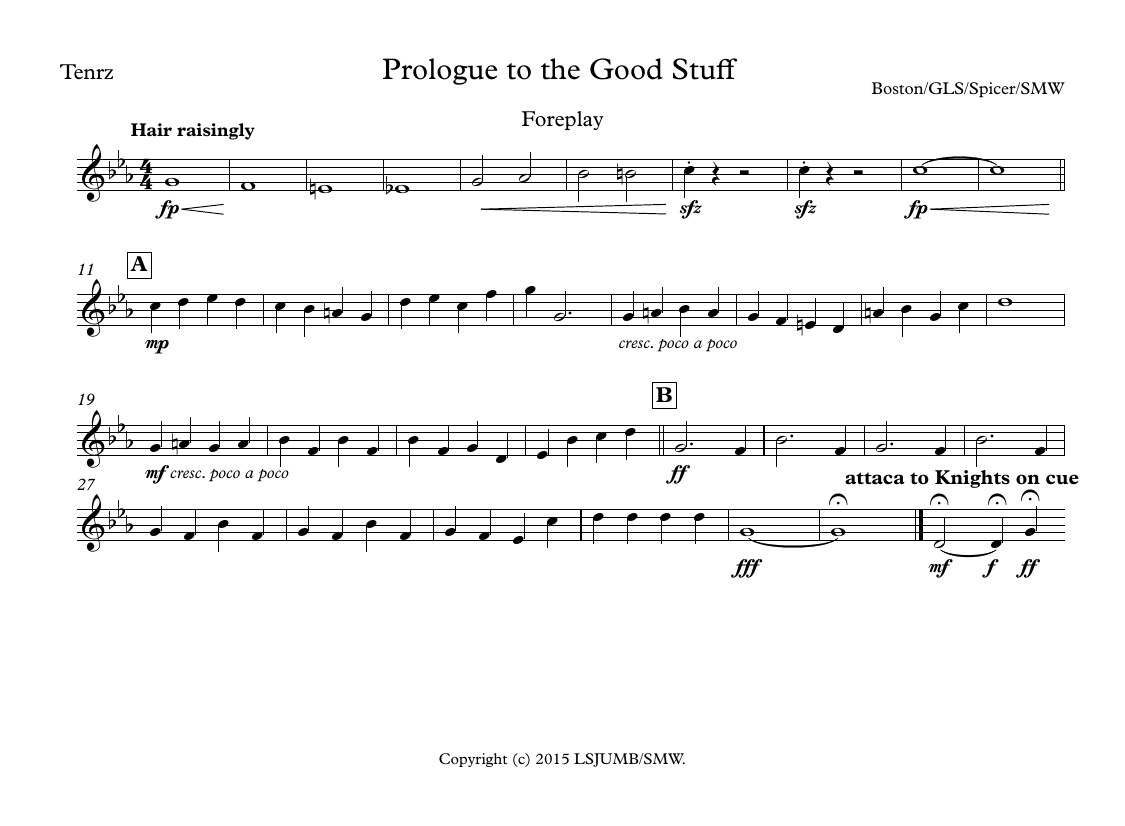 Tenrz
Prologue to the Good Stuff
Boston/GLS/Spicer/SMW
Foreplay
Hair raisingly
4
4
fp
sfz
sfz
fp
11
A
mp
cresc. poco a poco
19
B
mf cresc. poco a poco
ff
attaca to Knights on cue
27
fff
mf
f
ff
Copyright (c) 2015 LSJUMB/SMW.